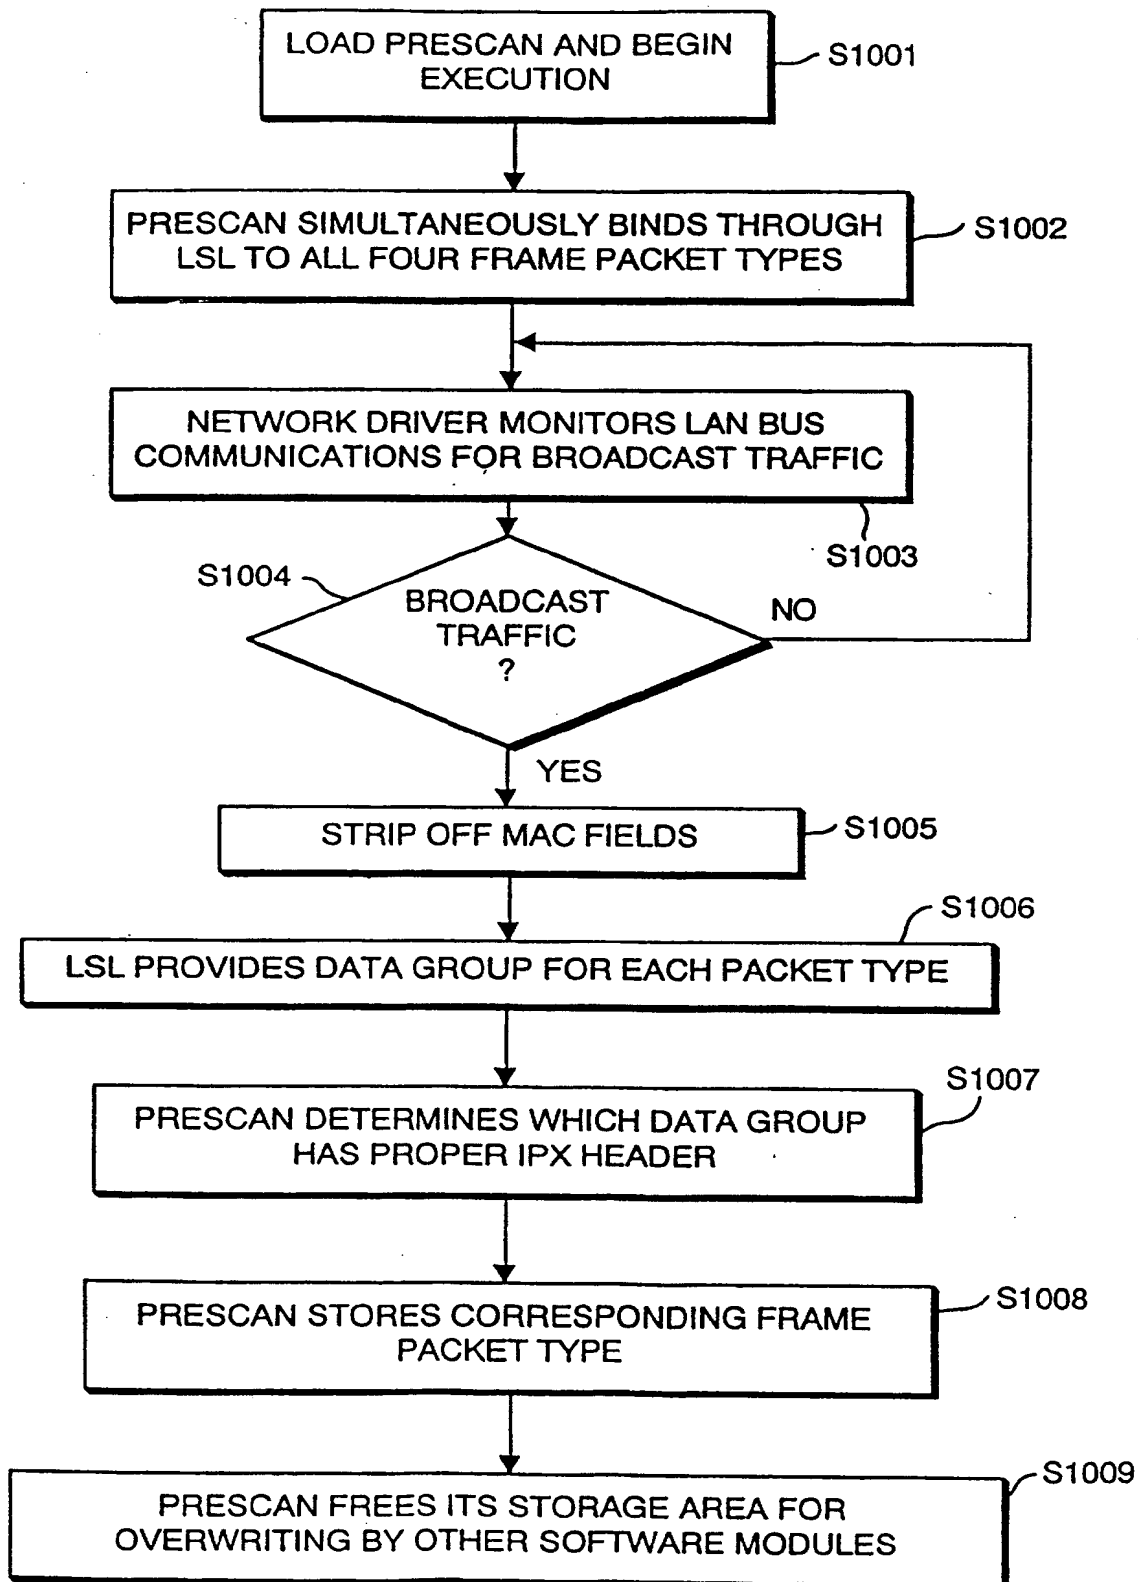 LOAD PRESCAN AND BEGIN
EXECUTION
S1001
PRESCAN SIMULTANEOUSLY BINDS THROUGH
LSL TO ALL FOUR FRAME PACKET TYPES
S1002
NETWORK DRIVER MONITORS LAN BUS
COMMUNICATIONS FOR BROADCAST TRAFFIC
S1003
S1004
BROADCAST
TRAFFIC
?
NO
YES
STRIP OFF MAC FIELDS
S1005
S1006
LSL PROVIDES DATA GROUP FOR EACH PACKET TYPE
S1007
PRESCAN DETERMINES WHICH DATA GROUP
HAS PROPER IPX HEADER
PRESCAN STORES CORRESPONDING FRAME
PACKET TYPE
S1008
S1009
PRESCAN FREES ITS STORAGE AREA FOR
OVERWRITING BY OTHER SOFTWARE MODULES